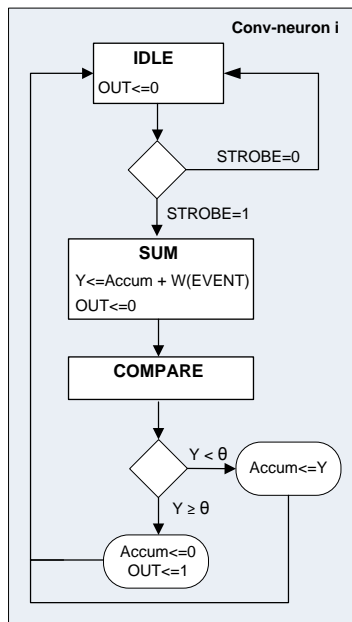 Conv-neuron i
IDLE
OUT<=0
STROBE=0
STROBE=1
SUM
Y<=Accum + W(EVENT)
OUT<=0
COMPARE
Y < θ
Accum<=Y
Y ≥ θ
Accum<=0
OUT<=1